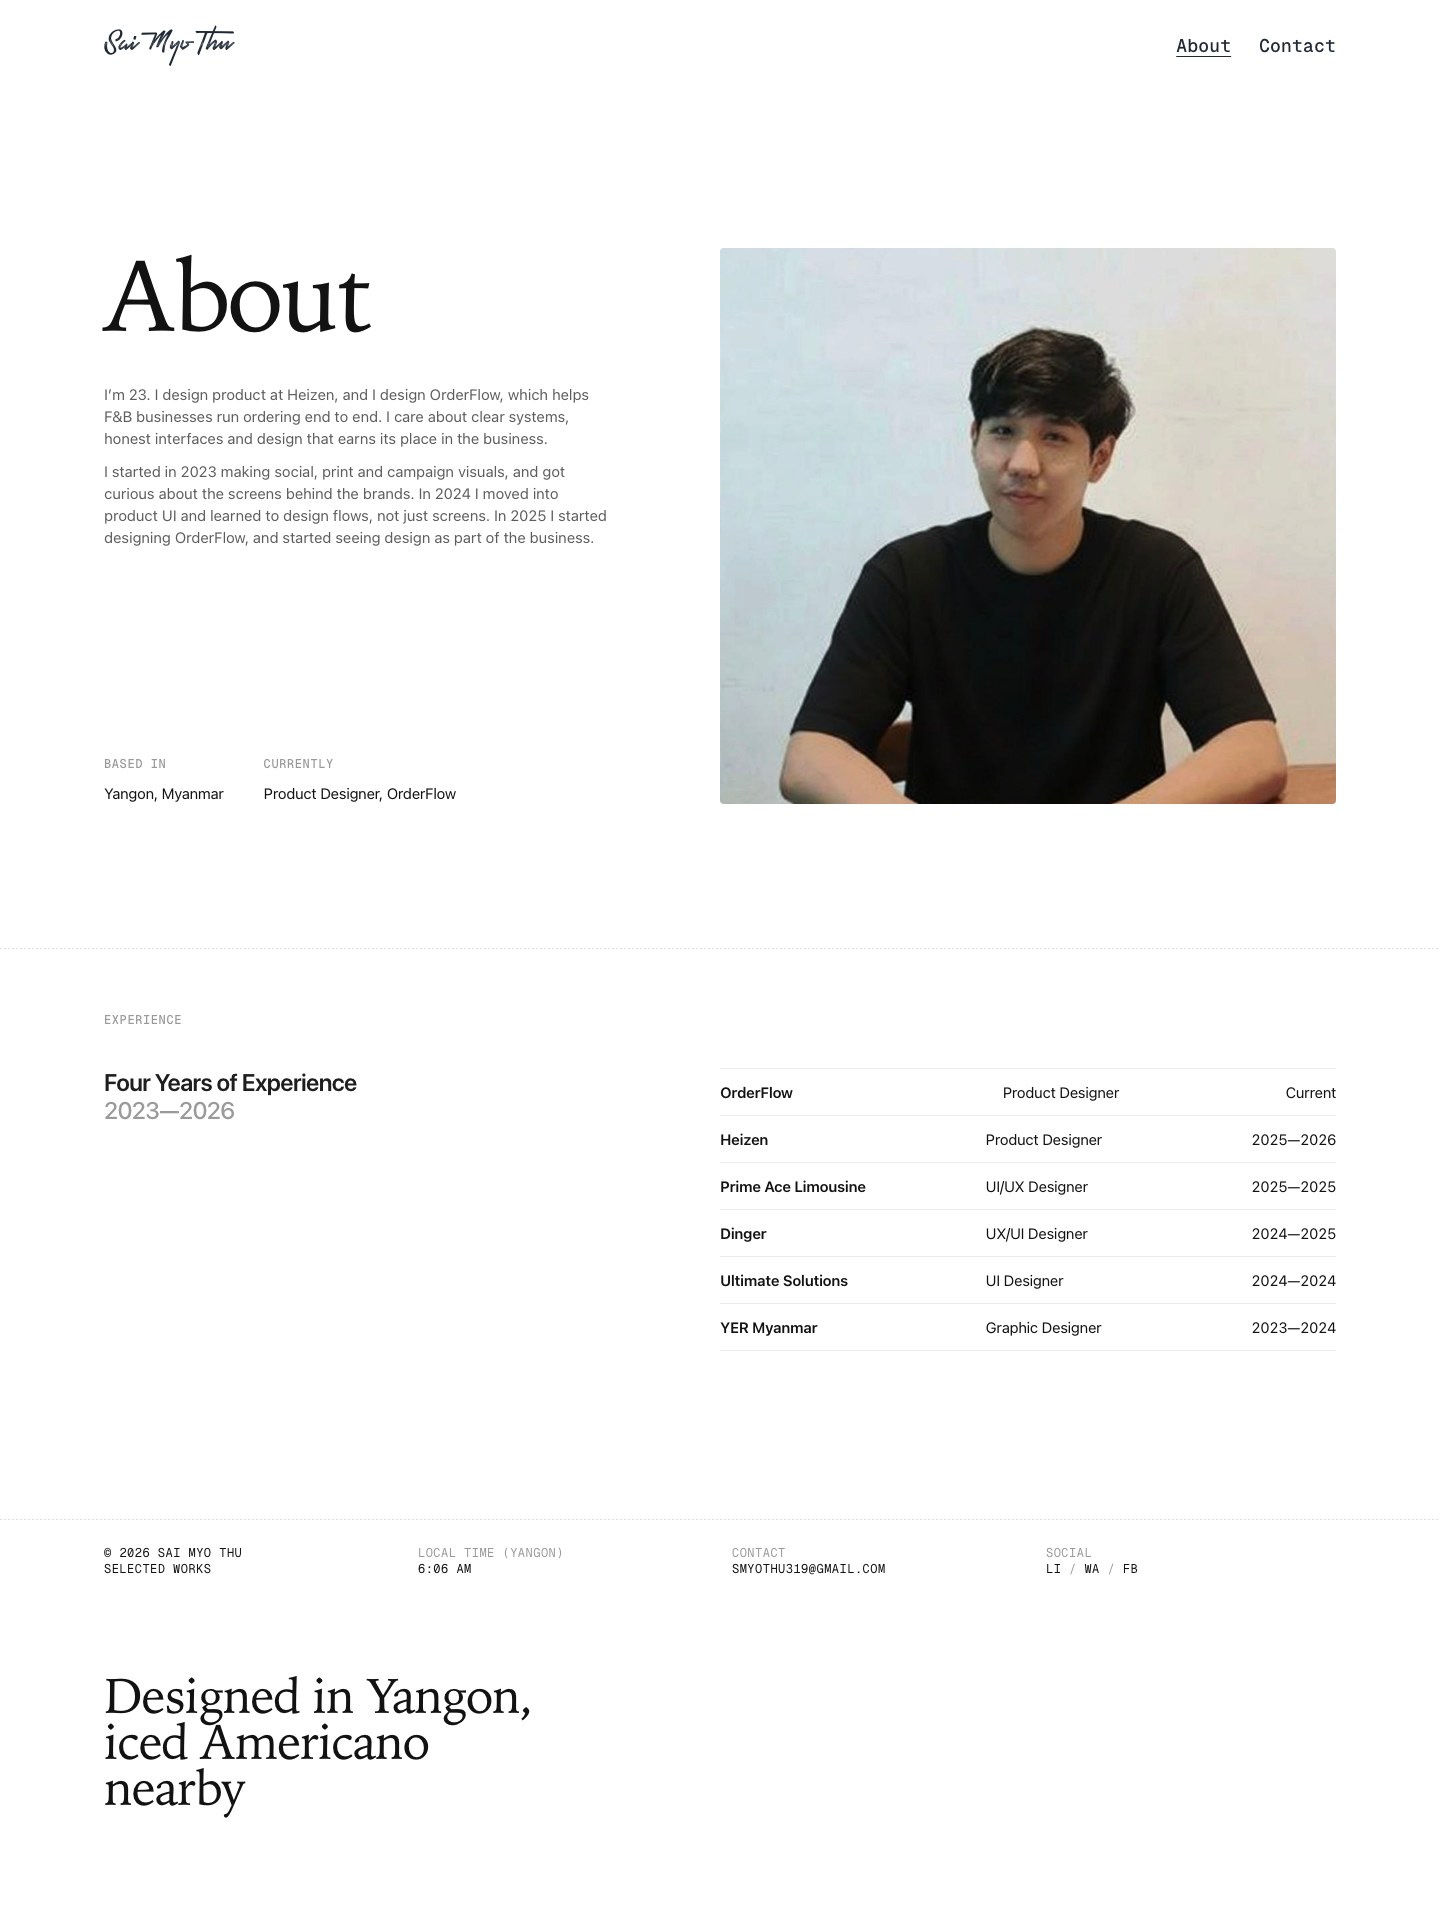 Sai Myo Thu
About Contact
About
I’m 23. I design product at Heizen, and I design OrderFlow, which helps
F&B businesses run ordering end to end. I care about clear systems,
honest interfaces and design that earns its place in the business.
I started in 2023 making social, print and campaign visuals, and got
curious about the screens behind the brands. In 2024 I moved into
product UI and learned to design flows, not just screens. In 2025 I started
designing OrderFlow, and started seeing design as part of the business.
BASED IN
Yangon, Myanmar
CURRENTLY
Product Designer, OrderFlow
EXPERIENCE
Four Years of Experience
2023—2026
OrderFlow Product Designer Current
Heizen Product Designer 2025—2026
Prime Ace Limousine UI/UX Designer 2025—2025
Dinger UX/UI Designer 2024—2025
Ultimate Solutions UI Designer 2024—2024
YER Myanmar Graphic Designer 2023—2024
© 2026 SAI MYO THU
SELECTED WORKS
LOCAL TIME (YANGON)
6:06 AM
CONTACT
SMYOTHU319@GMAIL.COM
SOCIAL
LI / WA / FB
Designed in Yangon,
iced Americano
nearby